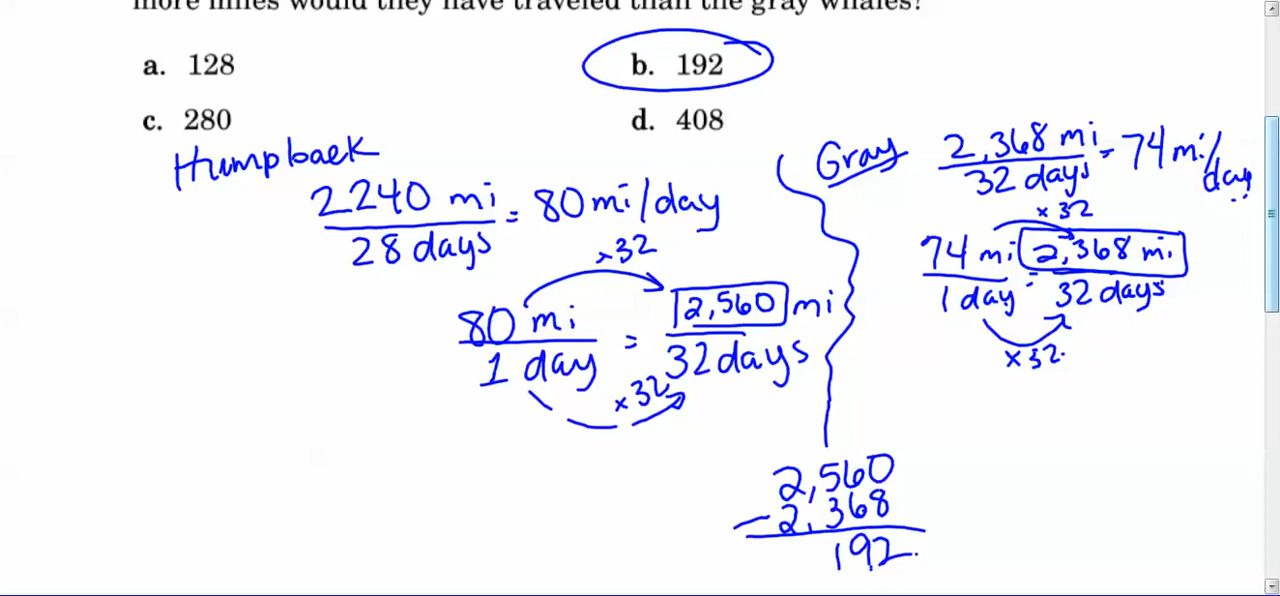 more miles would they have traveled than the gray whales?
a. 128
b. 192
c. 280
d. 408
Humpback
2240 mi / 28 days = 80 mi/day
×32
80 mi / 1 day = 2,560 mi / 32 days
×32
Gray
2,368 mi / 32 days = 74 mi/day
×32
74 mi / 1 day = 2,368 mi. / 32 days
×32.
2,560
− 2,368
192.